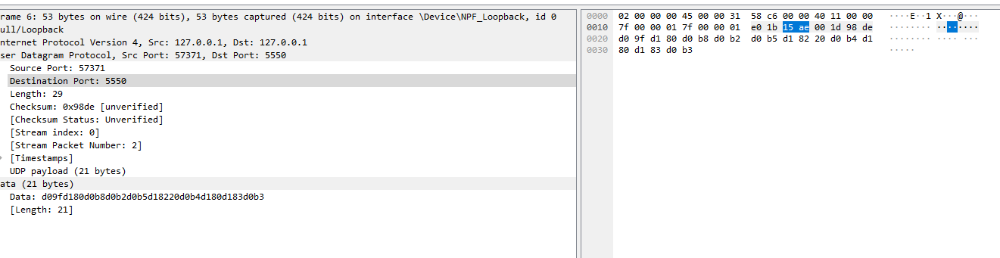 rame 6: 53 bytes on wire (424 bits), 53 bytes captured (424 bits) on interface \Device\NPF_Loopback, id 0
ull/Loopback
nternet Protocol Version 4, Src: 127.0.0.1, Dst: 127.0.0.1
ser Datagram Protocol, Src Port: 57371, Dst Port: 5550
Source Port: 57371
Destination Port: 5550
Length: 29
Checksum: 0x98de [unverified]
[Checksum Status: Unverified]
[Stream index: 0]
[Stream Packet Number: 2]
[Timestamps]
UDP payload (21 bytes)
ata (21 bytes)
Data: d09fd180d0b8d0b2d0b5d18220d0b4d180d183d0b3
[Length: 21]
0000 02 00 00 00 45 00 00 31 58 c6 00 00 40 11 00 00 ····E··1 X···@···
0010 7f 00 00 01 7f 00 00 01 e0 1b 15 ae 00 1d 98 de ········ ········
0020 d0 9f d1 80 d0 b8 d0 b2 d0 b5 d1 82 20 d0 b4 d1 ········ ···· ···
0030 80 d1 83 d0 b3 ·····